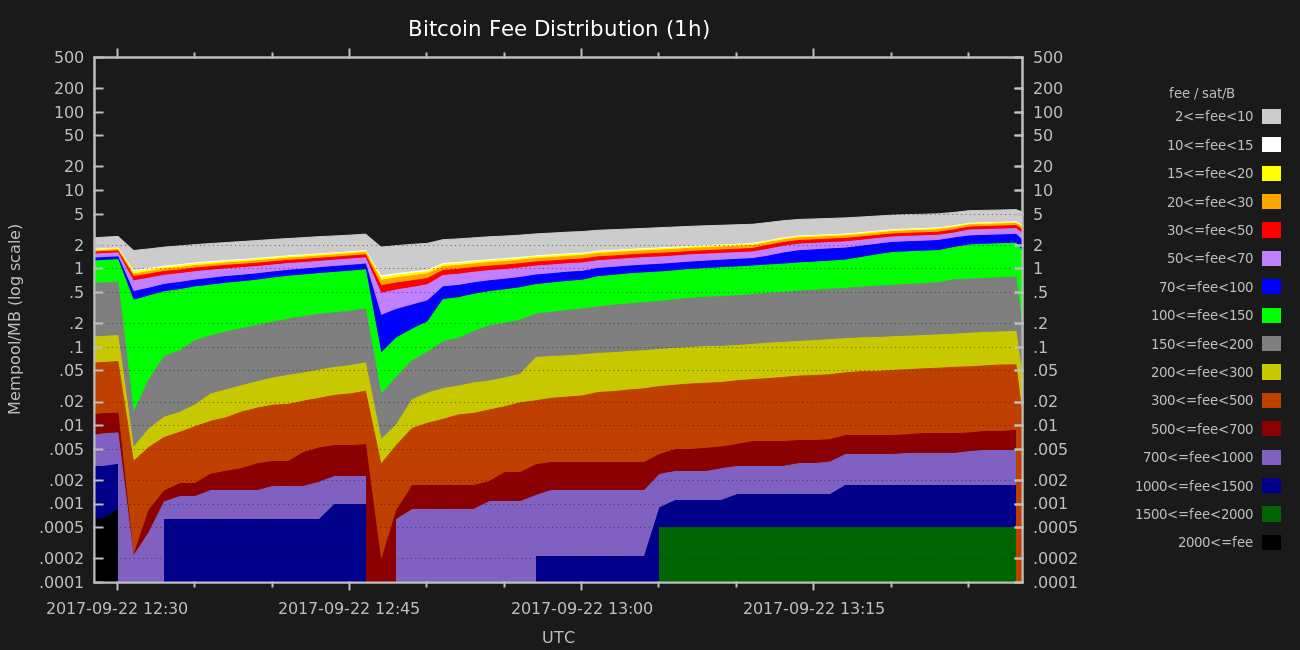 Bitcoin Fee Distribution (1h)
500 500
200 200
100 100
50 50
20 20
10 10
5 5
2 2
1 1
.5 .5
.2 .2
.1 .1
.05 .05
.02 .02
.01 .01
.005 .005
.002 .002
.001 .001
.0005 .0005
.0002 .0002
.0001 .0001
Mempool/MB (log scale)
2017-09-22 12:30 2017-09-22 12:45 2017-09-22 13:00 2017-09-22 13:15
UTC
fee / sat/B
2<=fee<10
10<=fee<15
15<=fee<20
20<=fee<30
30<=fee<50
50<=fee<70
70<=fee<100
100<=fee<150
150<=fee<200
200<=fee<300
300<=fee<500
500<=fee<700
700<=fee<1000
1000<=fee<1500
1500<=fee<2000
2000<=fee